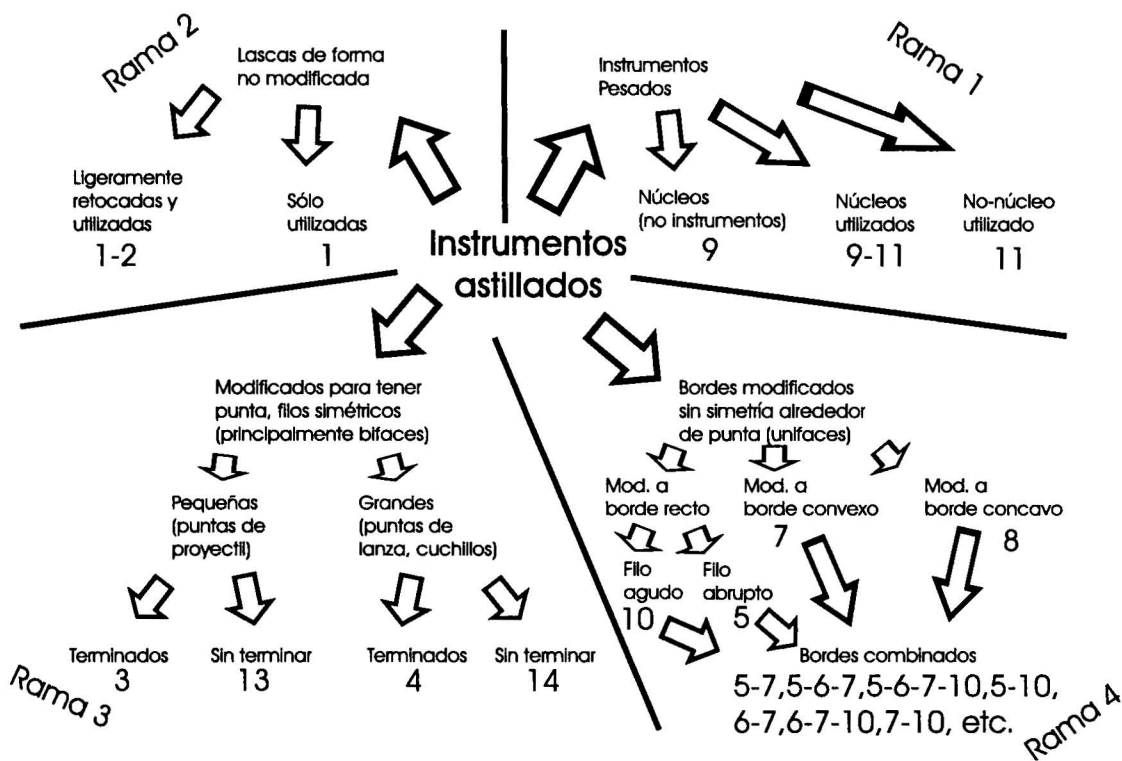 Rama 2
Lascas de forma
no modificada
Ligeramente
retocadas y
utilizadas
1-2
Sólo
utilizadas
1
Rama 1
Instrumentos
Pesados
Núcleos
(no instrumentos)
9
Núcleos
utilizados
9-11
No-núcleo
utilizado
11
Instrumentos
astillados
Modificados para tener
punta, filos simétricos
(principalmente bifaces)
Pequeñas
(puntas de
proyectil)
Grandes
(puntas de
lanza, cuchillos)
Terminados
3
Sin terminar
13
Terminados
4
Sin terminar
14
Rama 3
Bordes modificados
sin simetría alrededor
de punta (unifaces)
Mod. a
borde recto
Mod. a
borde convexo
7
Mod. a
borde concavo
8
Filo
agudo
10
Filo
abrupto
5
Bordes combinados
5-7,5-6-7,5-6-7-10,5-10,
6-7,6-7-10,7-10, etc.
Rama 4